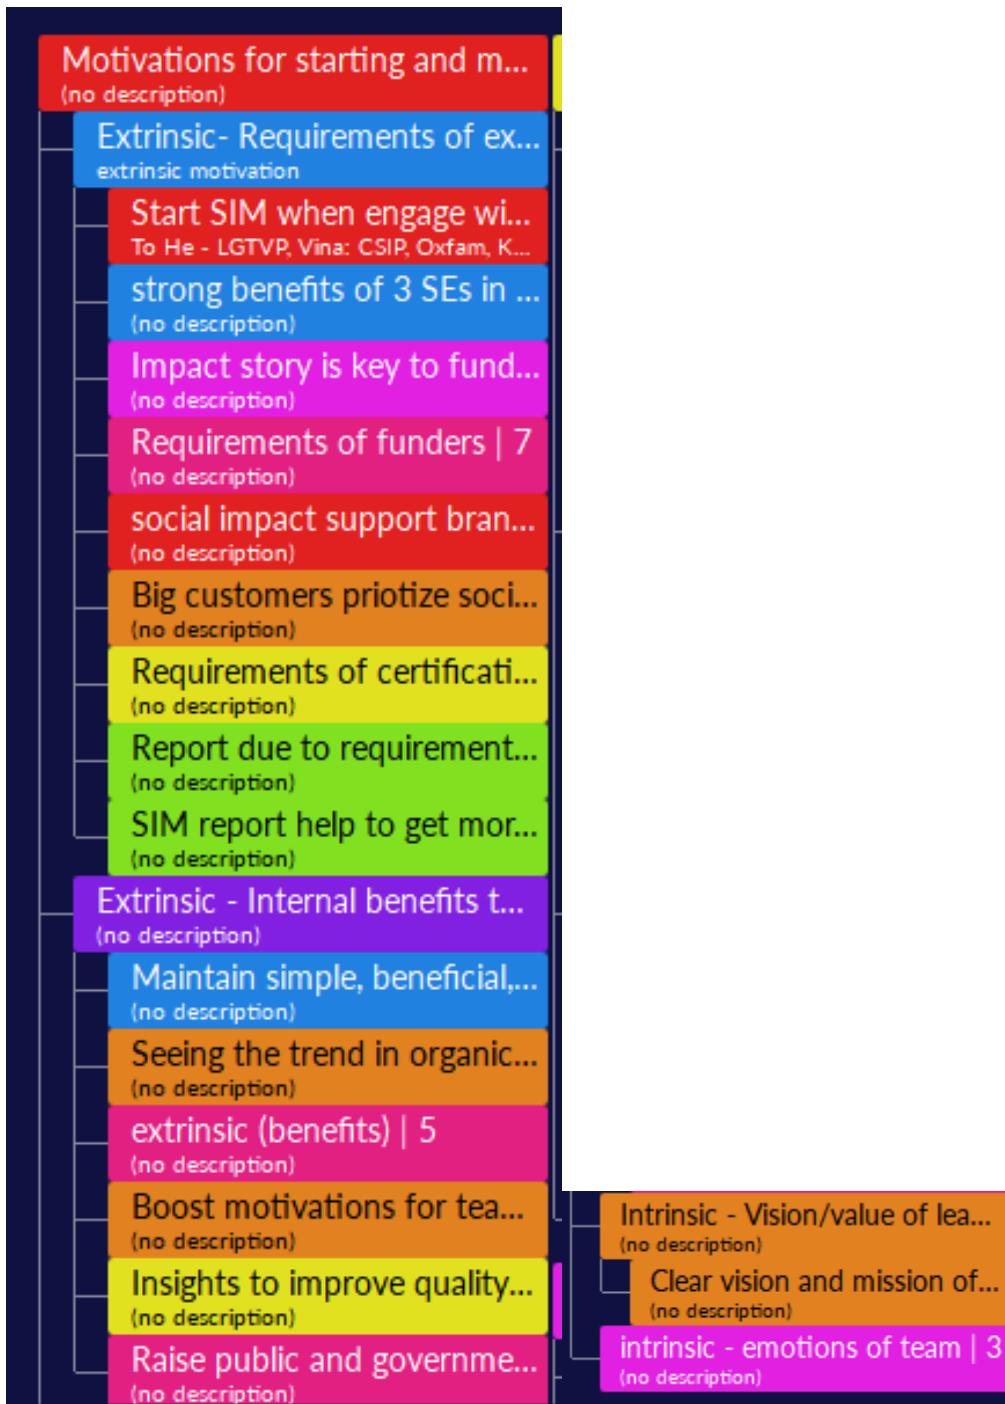 Motivations for starting and m...
(no description)
Extrinsic- Requirements of ex...
extrinsic motivation
Start SIM when engage wi...
To He - LGTVP, Vina: CSIP, Oxfam, K...
strong benefits of 3 SEs in ...
(no description)
Impact story is key to fund...
(no description)
Requirements of funders | 7
(no description)
social impact support bran...
(no description)
Big customers priotize soci...
(no description)
Requirements of certificati...
(no description)
Report due to requirement...
(no description)
SIM report help to get mor...
(no description)
Extrinsic - Internal benefits t...
(no description)
Maintain simple, beneficial,...
(no description)
Seeing the trend in organic...
(no description)
extrinsic (benefits) | 5
(no description)
Boost motivations for tea...
(no description)
Insights to improve quality...
(no description)
Raise public and governme...
(no description)
Intrinsic - Vision/value of lea...
(no description)
Clear vision and mission of...
(no description)
intrinsic - emotions of team | 3
(no description)